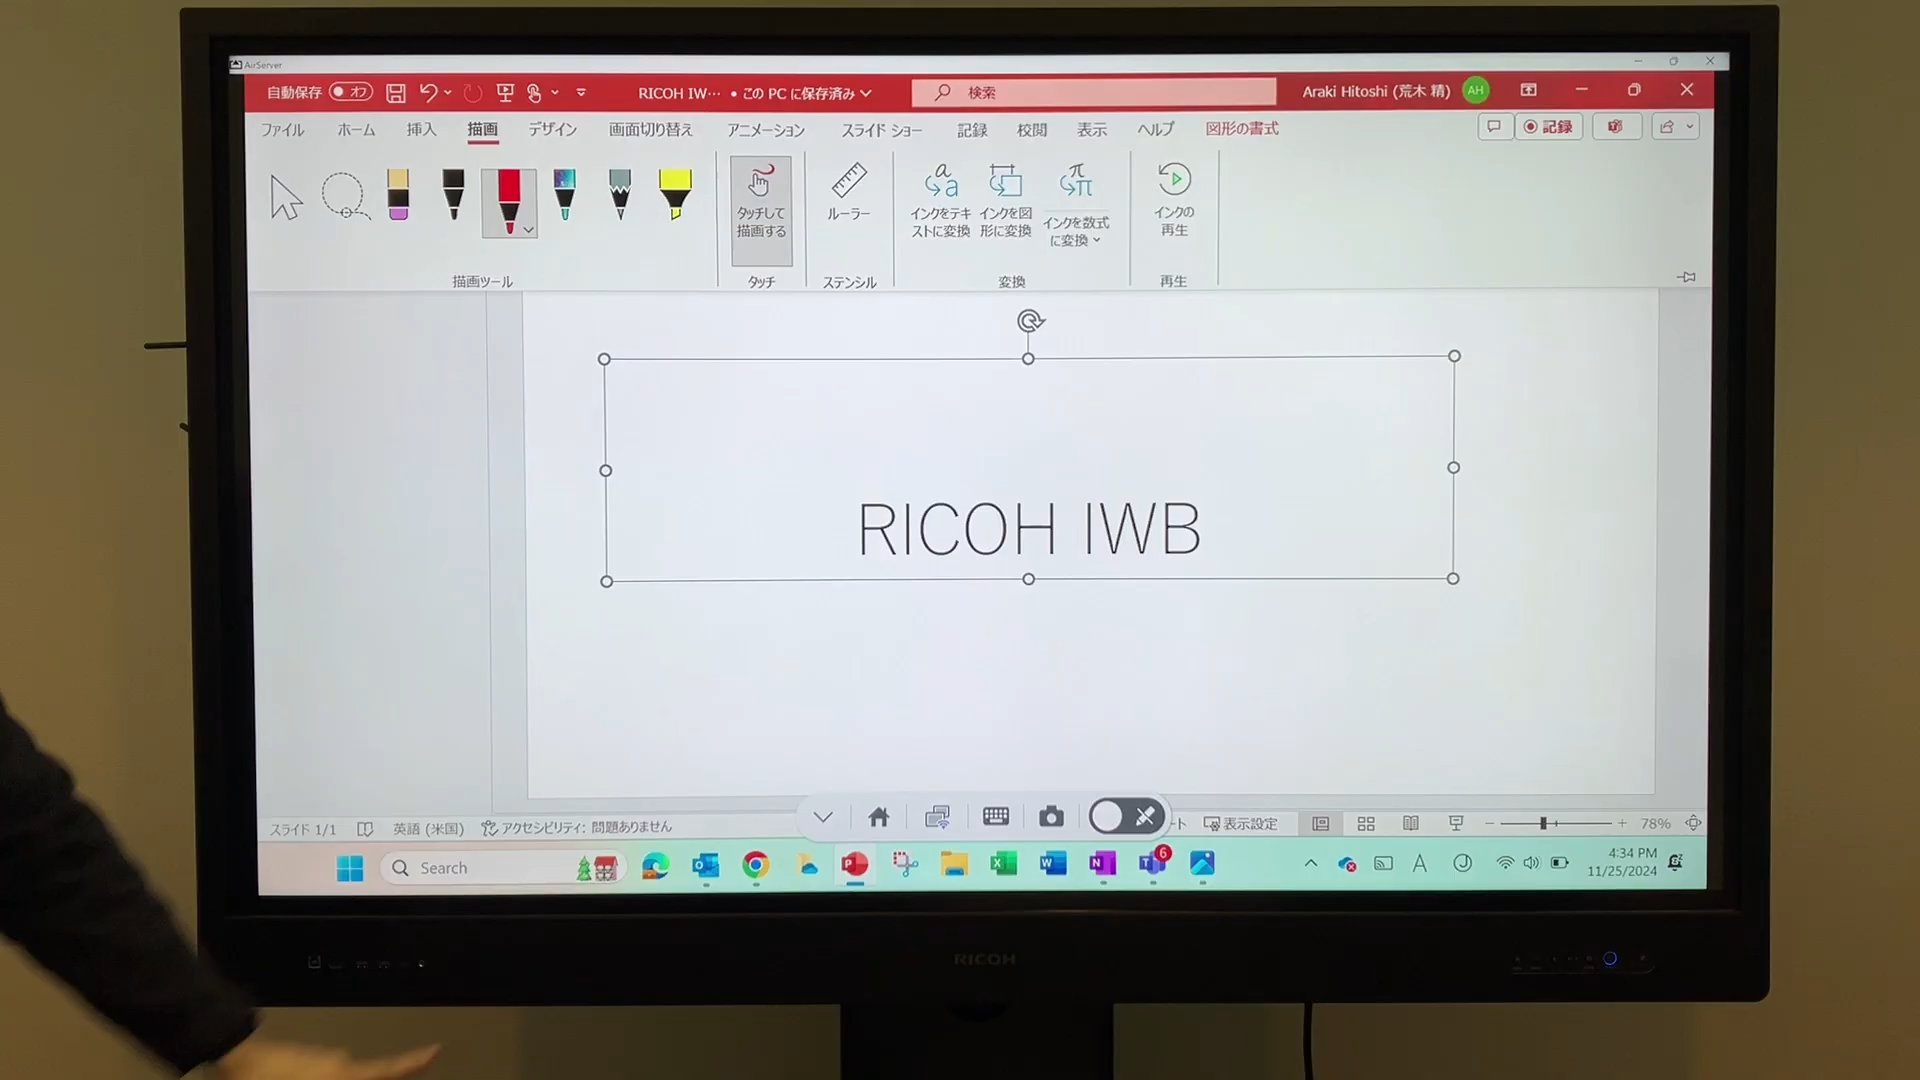 AirServer
自動保存 オフ RICOH IW… • この PC に保存済み 検索 Araki Hitoshi (荒木 精) AH
ファイル ホーム 挿入 描画 デザイン 画面切り替え アニメーション スライド ショー 記録 校閲 表示 ヘルプ 図形の書式 記録
タッチして描画する
ルーラー
インクをテキストに変換
インクを図形に変換
インクを数式に変換
インクの再生
描画ツール タッチ ステンシル 変換 再生
RICOH IWB
スライド 1/1 英語 (米国) アクセシビリティ: 問題ありません 表示設定 78%
Search 6 4:34 PM
11/25/2024
RICOH